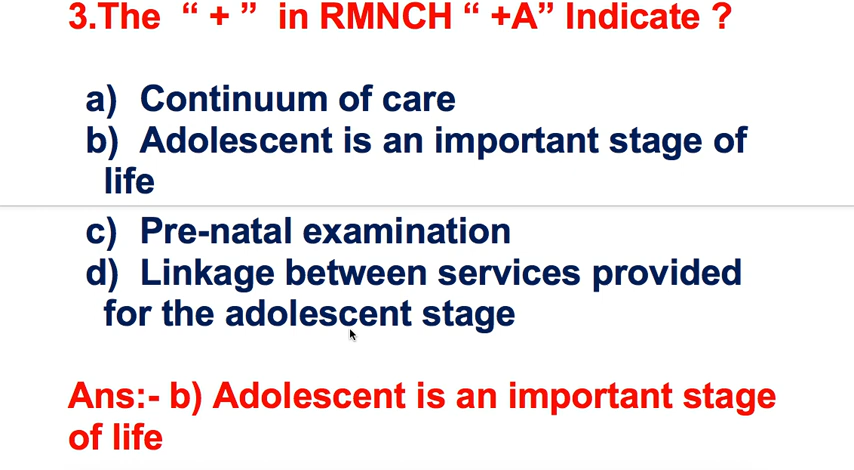 3.The “ + ” in RMNCH “ +A” Indicate ?
a) Continuum of care
b) Adolescent is an important stage of
life
c) Pre-natal examination
d) Linkage between services provided
for the adolescent stage
Ans:- b) Adolescent is an important stage
of life